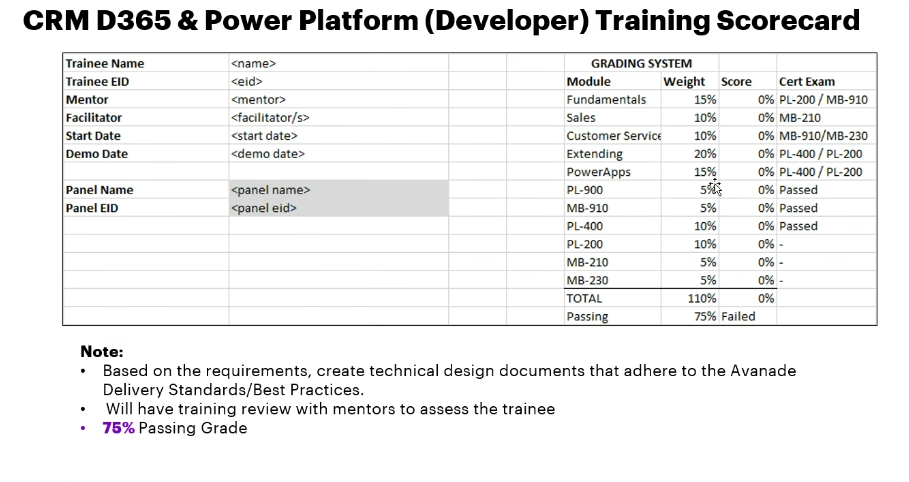 CRM D365 & Power Platform (Developer) Training Scorecard
Trainee Name <name> GRADING SYSTEM
Trainee EID <eid> Module Weight Score Cert Exam
Mentor <mentor> Fundamentals 15% 0% PL-200 / MB-910
Facilitator <facilitator/s> Sales 10% 0% MB-210
Start Date <start date> Customer Service 10% 0% MB-910/MB-230
Demo Date <demo date> Extending 20% 0% PL-400 / PL-200
PowerApps 15% 0% PL-400 / PL-200
Panel Name <panel name> PL-900 5% 0% Passed
Panel EID <panel eid> MB-910 5% 0% Passed
PL-400 10% 0% Passed
PL-200 10% 0% -
MB-210 5% 0% -
MB-230 5% 0% -
TOTAL 110% 0%
Passing 75% Failed
Note:
• Based on the requirements, create technical design documents that adhere to the Avanade
Delivery Standards/Best Practices.
• Will have training review with mentors to assess the trainee
• 75% Passing Grade